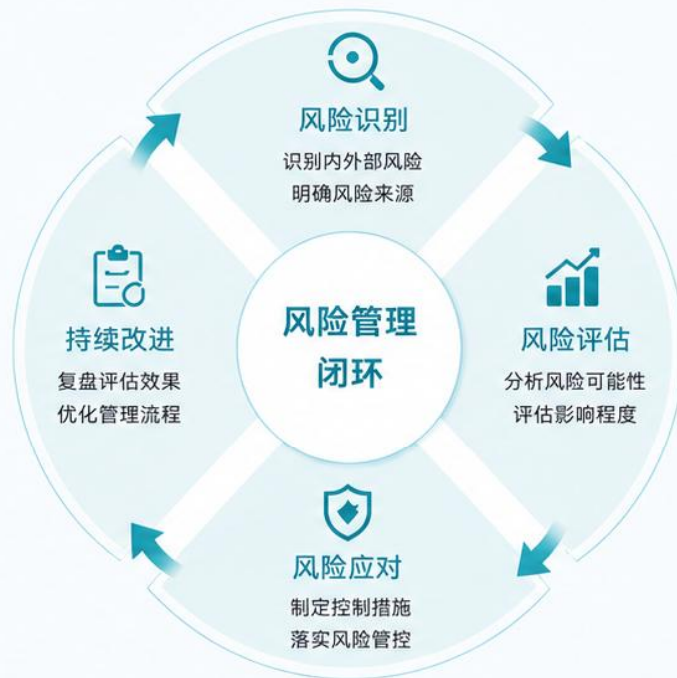 风险识别
识别内外部风险
明确风险来源
风险评估
分析风险可能性
评估影响程度
风险应对
制定控制措施
落实风险管控
持续改进
复盘评估效果
优化管理流程
风险管理
闭环